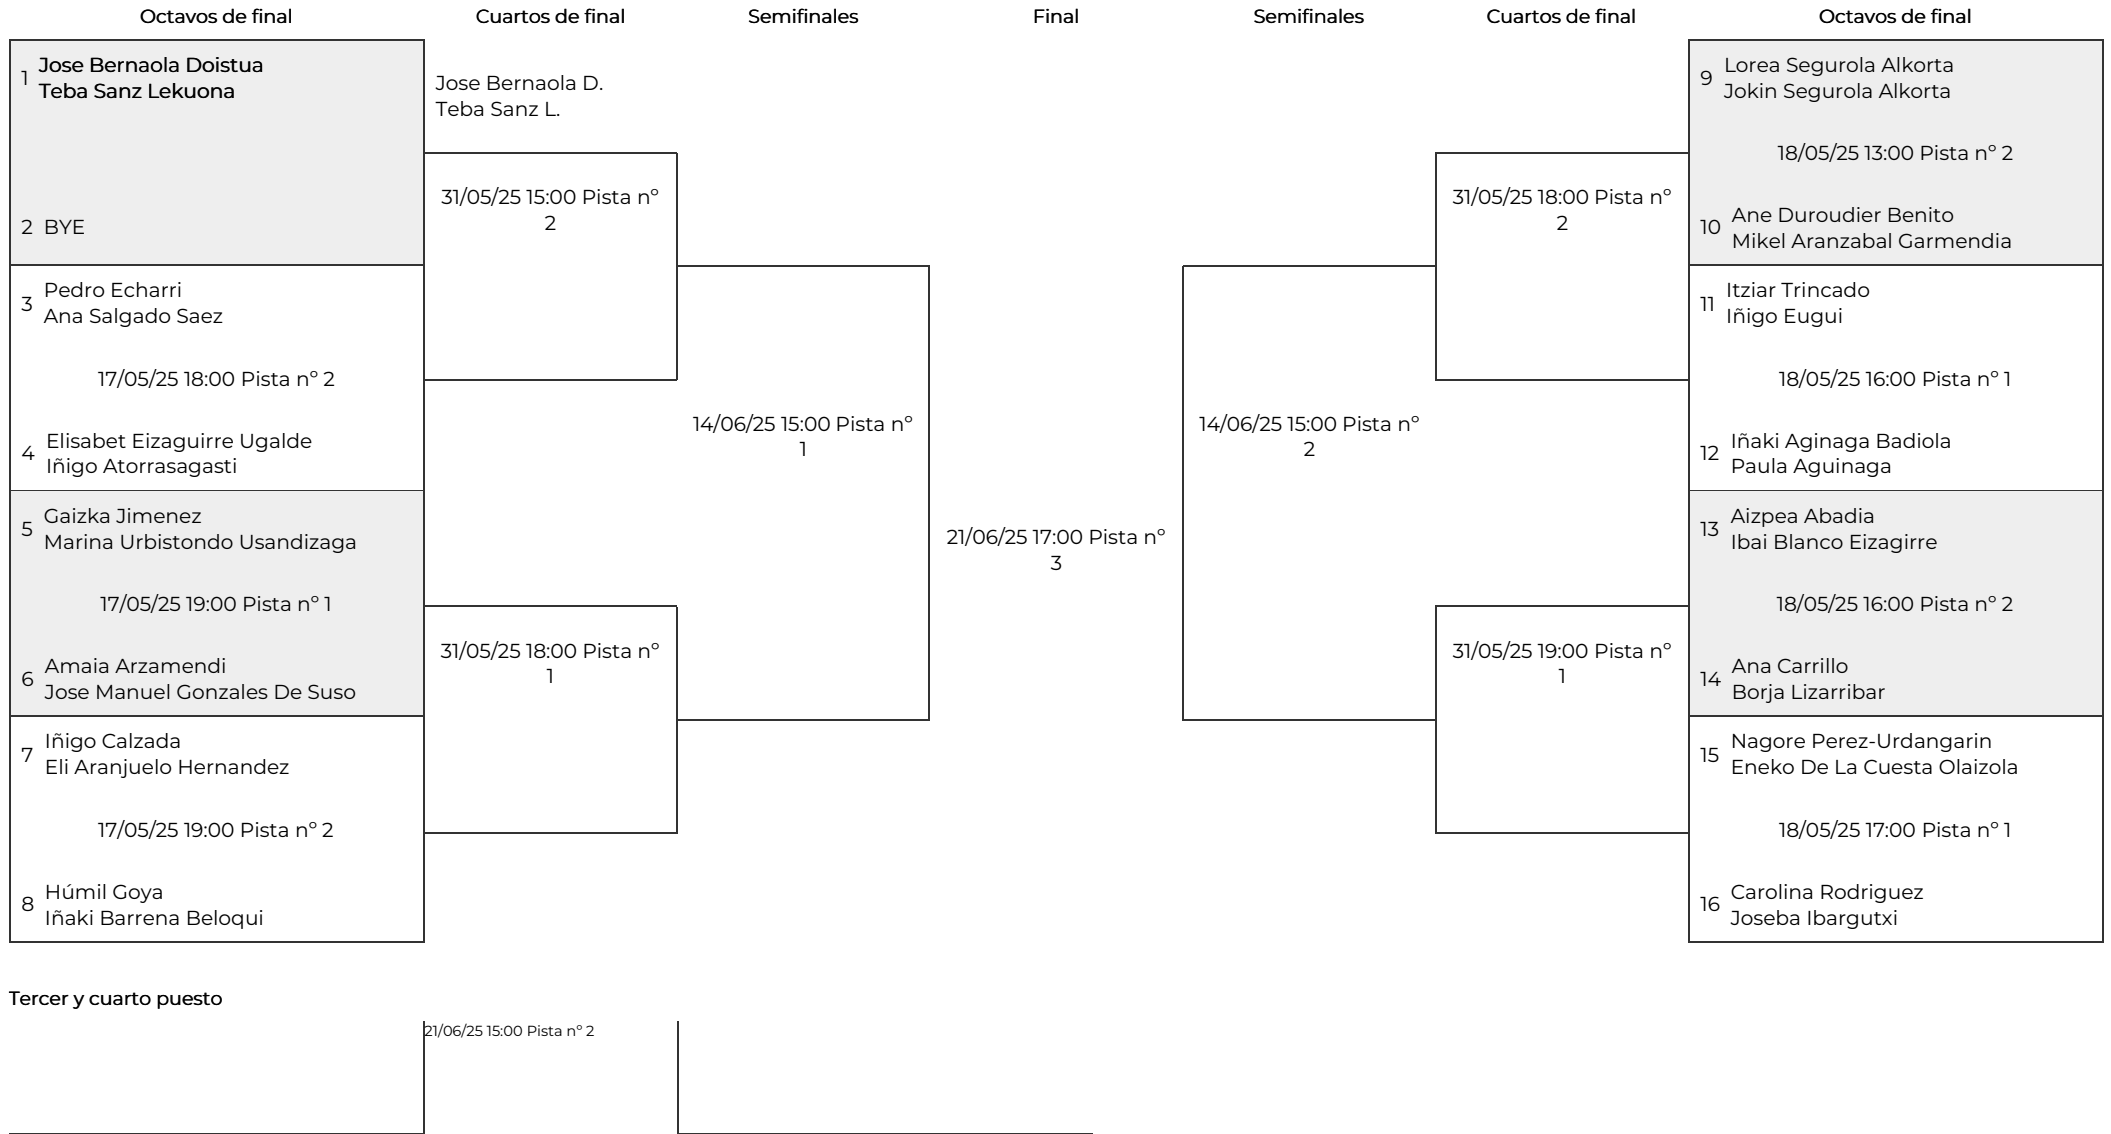 Octavos de final
Cuartos de final
Semifinales
Final
Semifinales
Cuartos de final
Octavos de final
1
Jose Bernaola Doistua
Teba Sanz Lekuona
2 BYE
3
Pedro Echarri
Ana Salgado Saez
17/05/25 18:00 Pista nº 2
4
Elisabet Eizaguirre Ugalde
Iñigo Atorrasagasti
5
Gaizka Jimenez
Marina Urbistondo Usandizaga
17/05/25 19:00 Pista nº 1
6
Amaia Arzamendi
Jose Manuel Gonzales De Suso
7
Iñigo Calzada
Eli Aranjuelo Hernandez
17/05/25 19:00 Pista nº 2
8
Húmil Goya
Iñaki Barrena Beloqui
Jose Bernaola D.
Teba Sanz L.
31/05/25 15:00 Pista nº
2
31/05/25 18:00 Pista nº
1
14/06/25 15:00 Pista nº
1
21/06/25 17:00 Pista nº
3
14/06/25 15:00 Pista nº
2
31/05/25 18:00 Pista nº
2
31/05/25 19:00 Pista nº
1
9
Lorea Segurola Alkorta
Jokin Segurola Alkorta
18/05/25 13:00 Pista nº 2
10
Ane Duroudier Benito
Mikel Aranzabal Garmendia
11
Itziar Trincado
Iñigo Eugui
18/05/25 16:00 Pista nº 1
12
Iñaki Aginaga Badiola
Paula Aguinaga
13
Aizpea Abadia
Ibai Blanco Eizagirre
18/05/25 16:00 Pista nº 2
14
Ana Carrillo
Borja Lizarribar
15
Nagore Perez-Urdangarin
Eneko De La Cuesta Olaizola
18/05/25 17:00 Pista nº 1
16
Carolina Rodriguez
Joseba Ibargutxi
Tercer y cuarto puesto
21/06/25 15:00 Pista nº 2